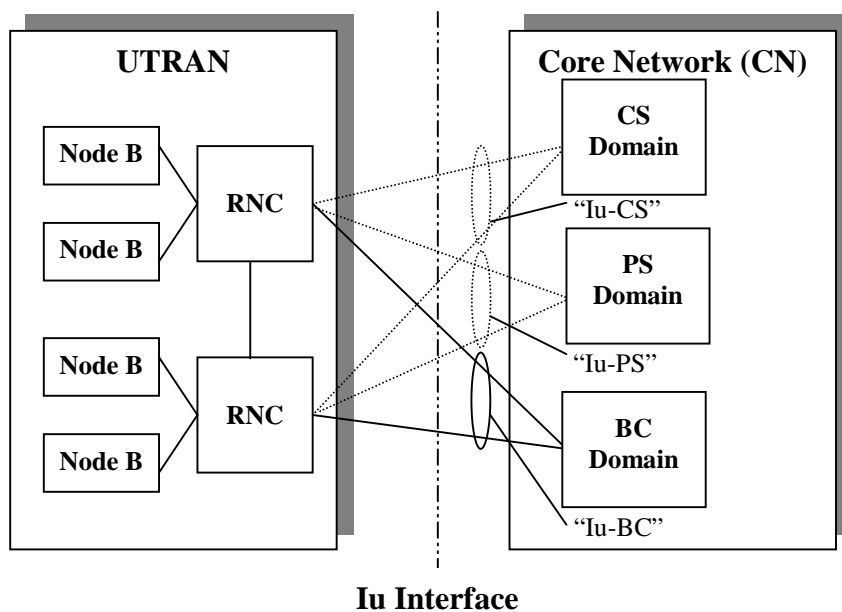 UTRAN
Node B
Node B
RNC
Node B
Node B
RNC
Core Network (CN)
CS
Domain
“Iu-CS”
PS
Domain
“Iu-PS”
BC
Domain
“Iu-BC”
Iu Interface